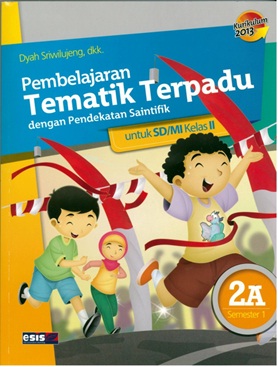 Kurikulum
2013
Dyah Sriwilujeng, dkk.
Pembelajaran
Tematik Terpadu
dengan Pendekatan Saintifik
untuk SD/MI Kelas II
2A
Semester 1
esis